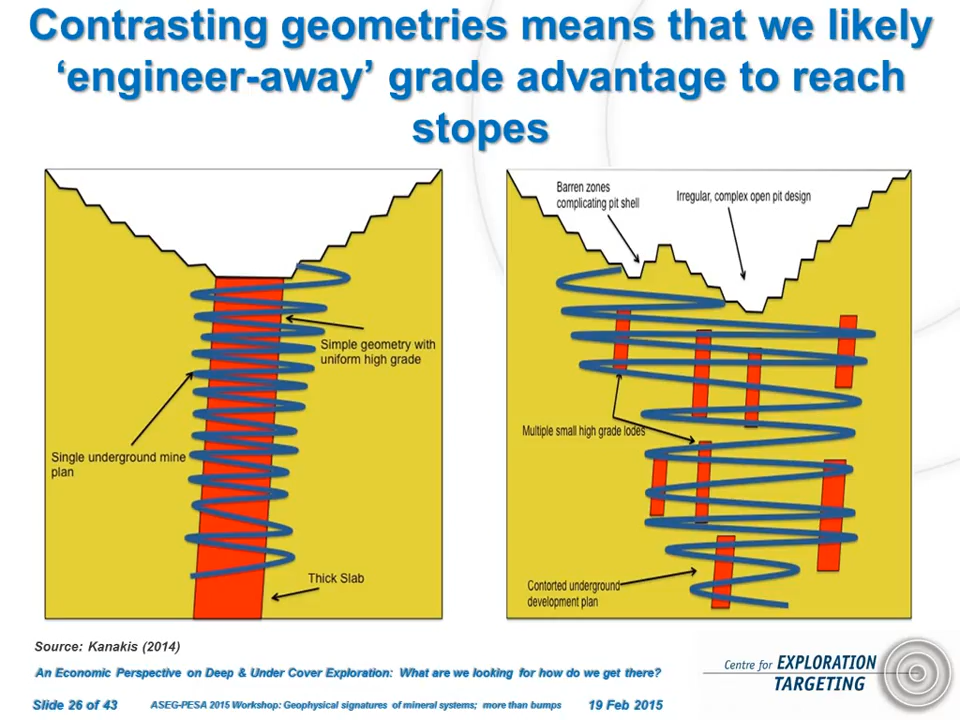 Contrasting geometries means that we likely
‘engineer-away’ grade advantage to reach
stopes
Simple geometry with
uniform high grade
Single underground mine
plan
Thick Slab
Barren zones
complicating pit shell
Irregular, complex open pit design
Multiple small high grade lodes
Contorted underground
development plan
Source: Kanakis (2014)
An Economic Perspective on Deep & Under Cover Exploration: What are we looking for how do we get there?
Slide 26 of 43
ASEG-PESA 2015 Workshop: Geophysical signatures of mineral systems; more than bumps
19 Feb 2015
Centre for EXPLORATION
TARGETING